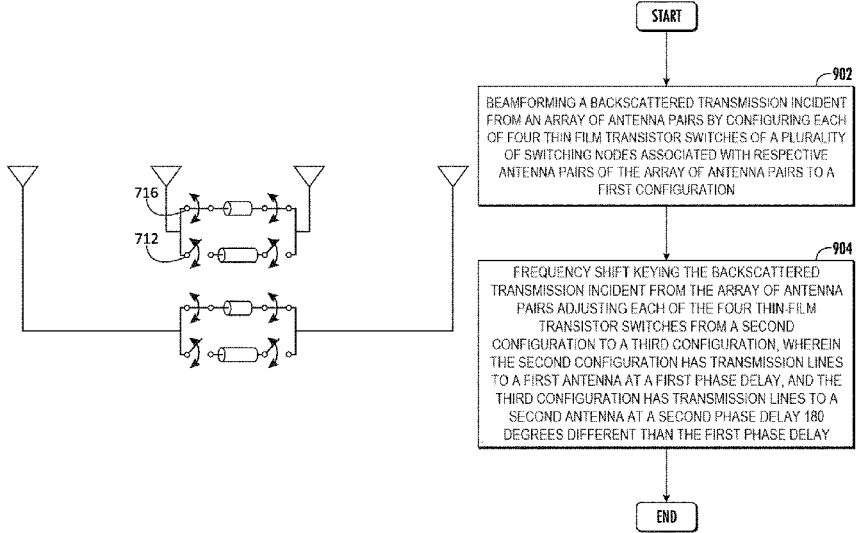 716
712
START
902
BEAMFORMING A BACKSCATTERED TRANSMISSION INCIDENT
FROM AN ARRAY OF ANTENNA PAIRS BY CONFIGURING EACH
OF FOUR THIN FILM TRANSISTOR SWITCHES OF A PLURALITY
OF SWITCHING NODES ASSOCIATED WITH RESPECTIVE
ANTENNA PAIRS OF THE ARRAY OF ANTENNA PAIRS TO A
FIRST CONFIGURATION
904
FREQUENCY SHIFT KEYING THE BACKSCATTERED
TRANSMISSION INCIDENT FROM THE ARRAY OF ANTENNA
PAIRS ADJUSTING EACH OF THE FOUR THIN-FILM
TRANSISTOR SWITCHES FROM A SECOND
CONFIGURATION TO A THIRD CONFIGURATION, WHEREIN
THE SECOND CONFIGURATION HAS TRANSMISSION LINES
TO A FIRST ANTENNA AT A FIRST PHASE DELAY, AND THE
THIRD CONFIGURATION HAS TRANSMISSION LINES TO A
SECOND ANTENNA AT A SECOND PHASE DELAY 180
DEGREES DIFFERENT THAN THE FIRST PHASE DELAY
END